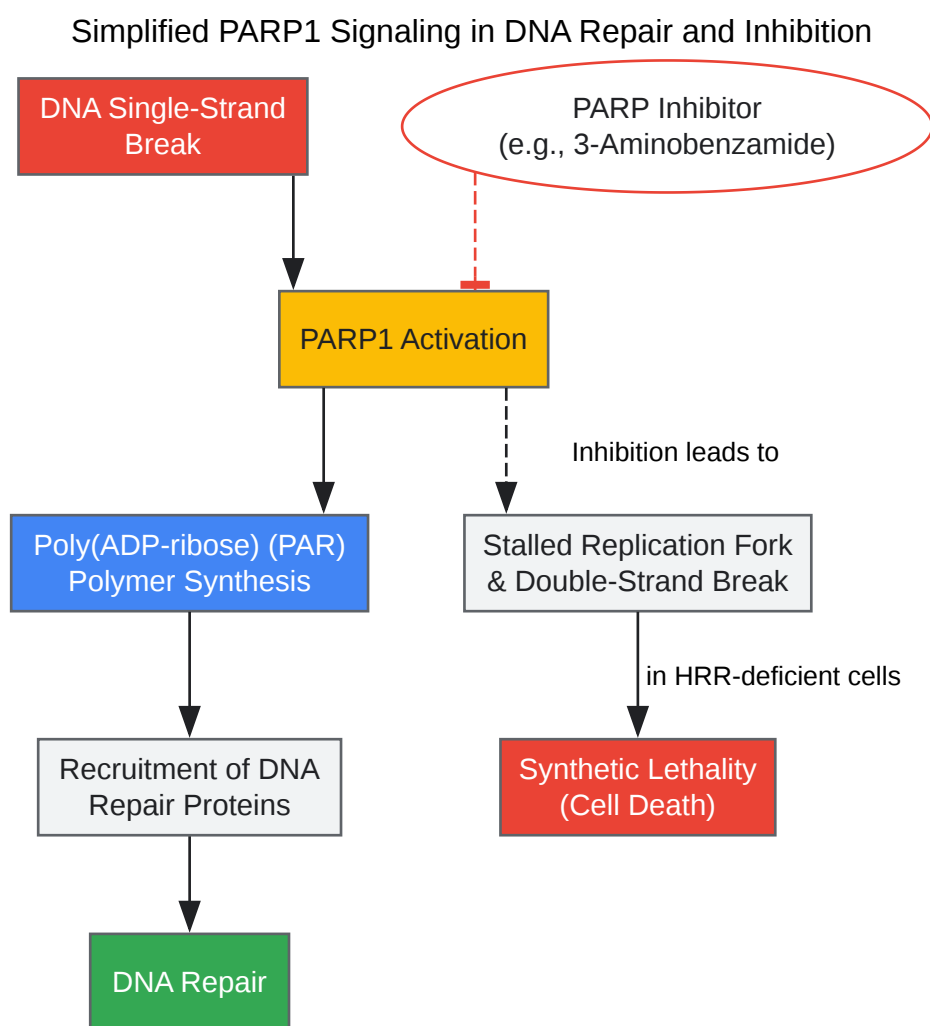 Simplified PARP1 Signaling in DNA Repair and Inhibition
DNA Single-Strand
Break
PARP Inhibitor
(e.g., 3-Aminobenzamide)
PARP1 Activation
Inhibition leads to
Poly(ADP-ribose) (PAR)
Polymer Synthesis
Stalled Replication Fork
& Double-Strand Break
in HRR-deficient cells
Recruitment of DNA
Repair Proteins
Synthetic Lethality
(Cell Death)
DNA Repair